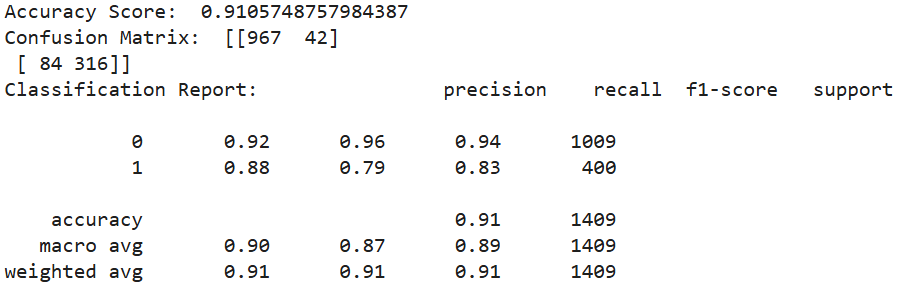 Accuracy Score:  0.9105748757984387
Confusion Matrix:  [[967  42]
 [ 84 316]]
Classification Report:                precision    recall  f1-score   support

           0       0.92      0.96      0.94      1009
           1       0.88      0.79      0.83       400

    accuracy                           0.91      1409
   macro avg       0.90      0.87      0.89      1409
weighted avg       0.91      0.91      0.91      1409